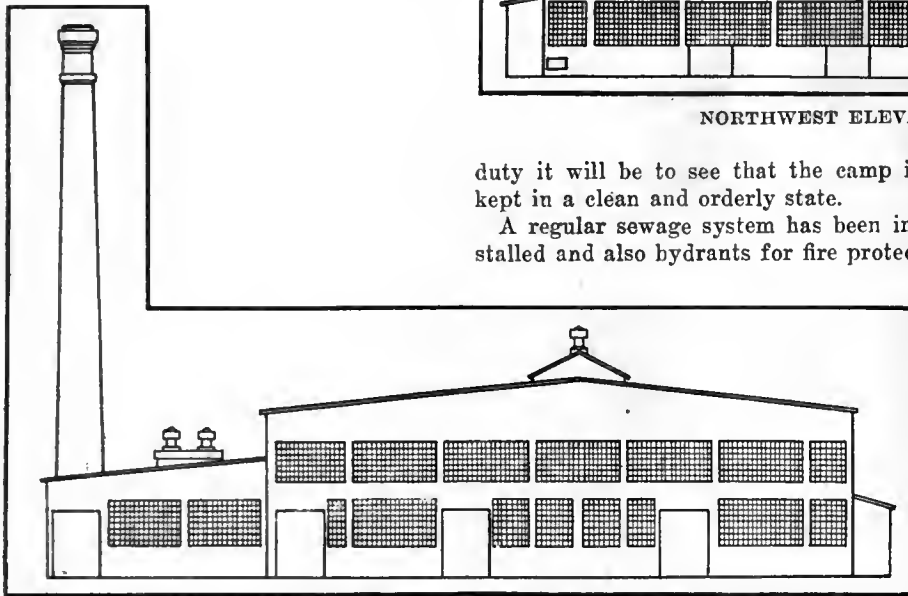 NORTHWEST ELEV
duty it will be to see that the camp i
kept in a clean and orderly state.
A regular sewage system has been in
stalled and also hydrants for fire protec